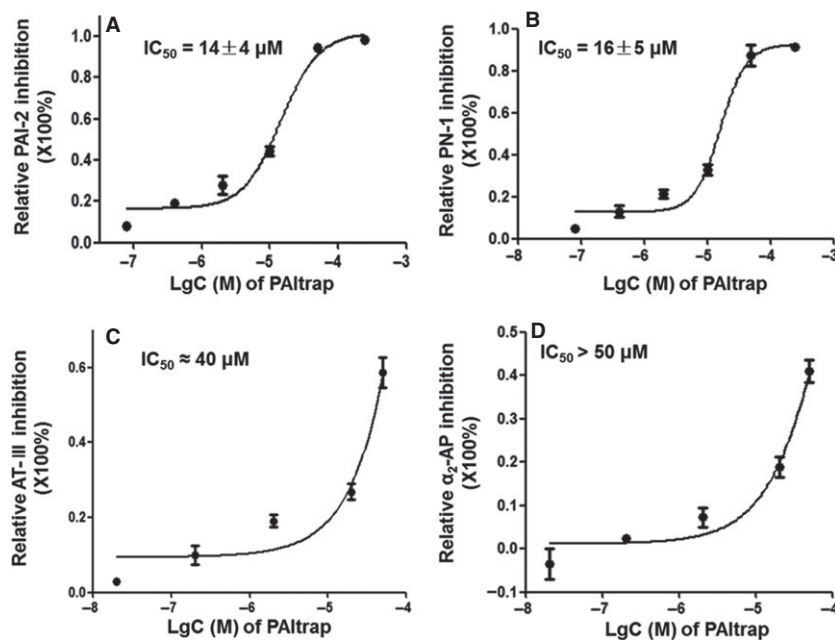 A
IC50 = 14 ± 4 µM
Relative PAI-2 inhibition
(X100%)
1.0
0.8
0.6
0.4
0.2
0.0
–7
–6
–5
–4
–3
LgC (M) of PAItrap
B
IC50 = 16 ± 5 µM
Relative PN-1 inhibition
(X100%)
1.0
0.8
0.6
0.4
0.2
0.0
–8
–7
–6
–5
–4
–3
LgC (M) of PAItrap
C
IC50 ≈ 40 µM
Relative AT-III inhibition
(X100%)
0.6
0.4
0.2
0.0
–8
–7
–6
–5
–4
LgC (M) of PAItrap
D
IC50 > 50 µM
Relative α2-AP inhibition
(X100%)
0.5
0.4
0.3
0.2
0.1
0.0
–0.1
–8
–7
–6
–5
–4
LgC (M) of PAItrap